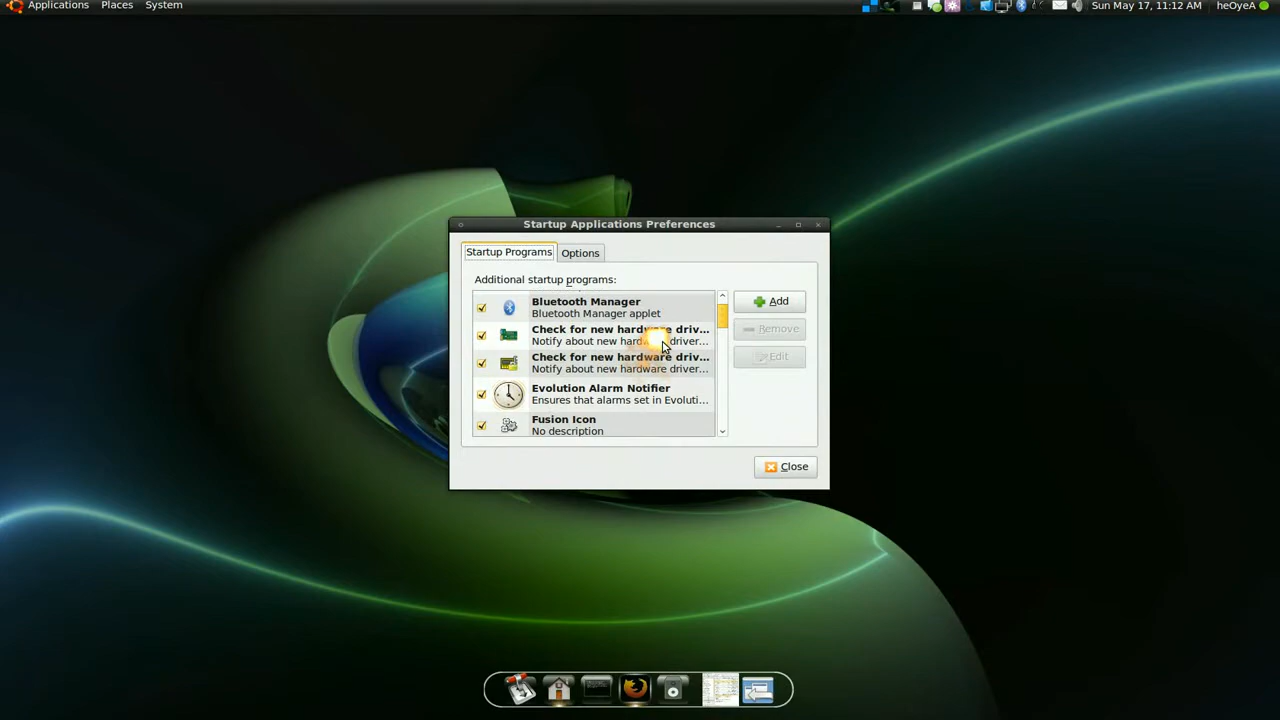 Applications Places System
Sun May 17, 11:12 AM heOyeA
Startup Applications Preferences
Startup Programs Options
Additional startup programs:
Bluetooth Manager
Bluetooth Manager applet
Check for new hardware driv...
Notify about new hardware driver...
Check for new hardware driv...
Notify about new hardware driver...
Evolution Alarm Notifier
Ensures that alarms set in Evoluti...
Fusion Icon
No description
Add
Remove
Edit
Close